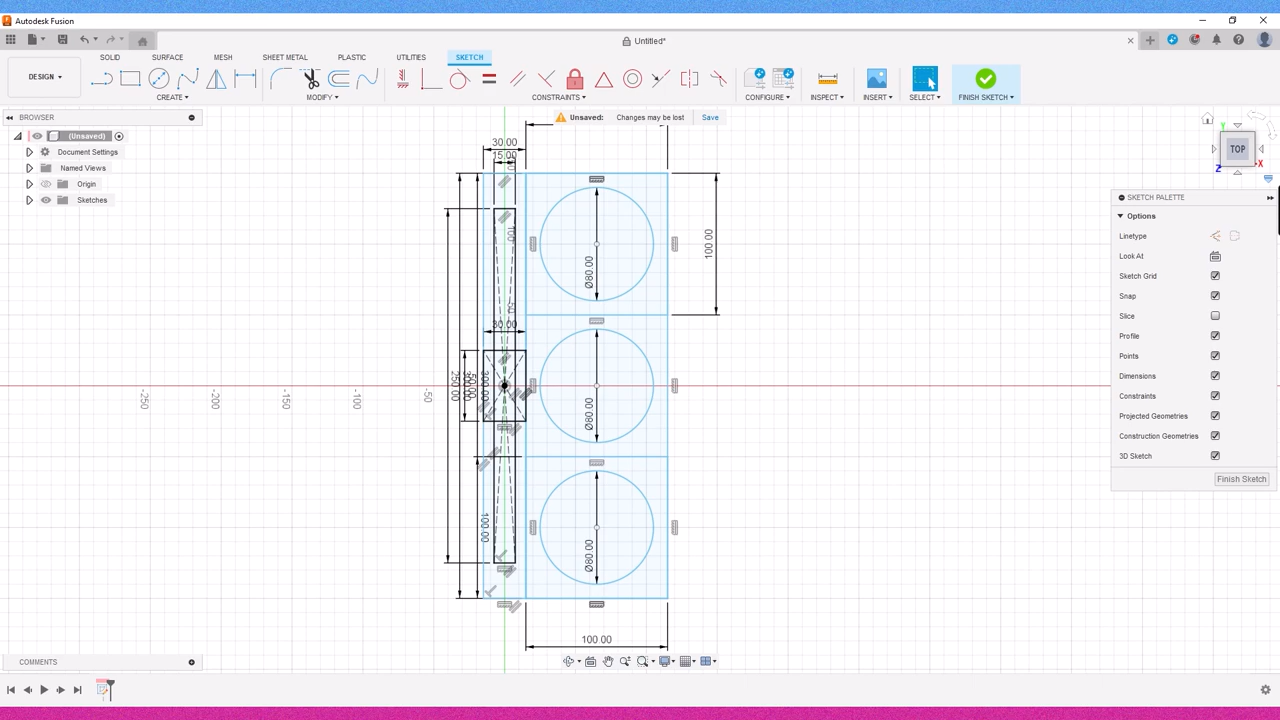 Autodesk Fusion
Untitled*
DESIGN
SOLID
SURFACE
MESH
SHEET METAL
PLASTIC
UTILITIES
SKETCH
CREATE
MODIFY
CONSTRAINTS
CONFIGURE
INSPECT
INSERT
SELECT
FINISH SKETCH
BROWSER
Unsaved: Changes may be lost Save
(Unsaved)
Document Settings
Named Views
Origin
Sketches
Y
TOP
X
Z
SKETCH PALETTE
Options
Linetype
Look At
Sketch Grid
Snap
Slice
Profile
Points
Dimensions
Constraints
Projected Geometries
Construction Geometries
3D Sketch
Finish Sketch
30.00
15.00
100
50
30.00
250.00
300.00
100.00
100.00
Ø80.00
Ø80.00
Ø80.00
100.00
-250
-200
-150
-100
-50
COMMENTS